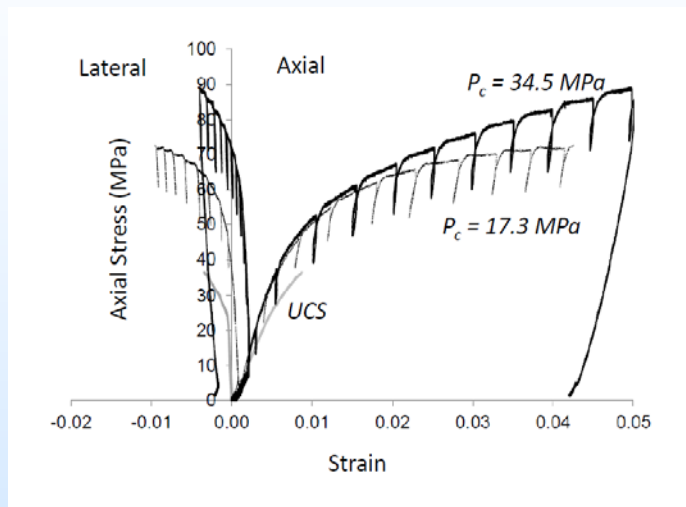 Lateral
Axial
P_c = 34.5 MPa
P_c = 17.3 MPa
UCS
Axial Stress (MPa)
100
90
80
70
60
50
40
30
20
10
0
-0.02 -0.01 0.00 0.01 0.02 0.03 0.04 0.05
Strain